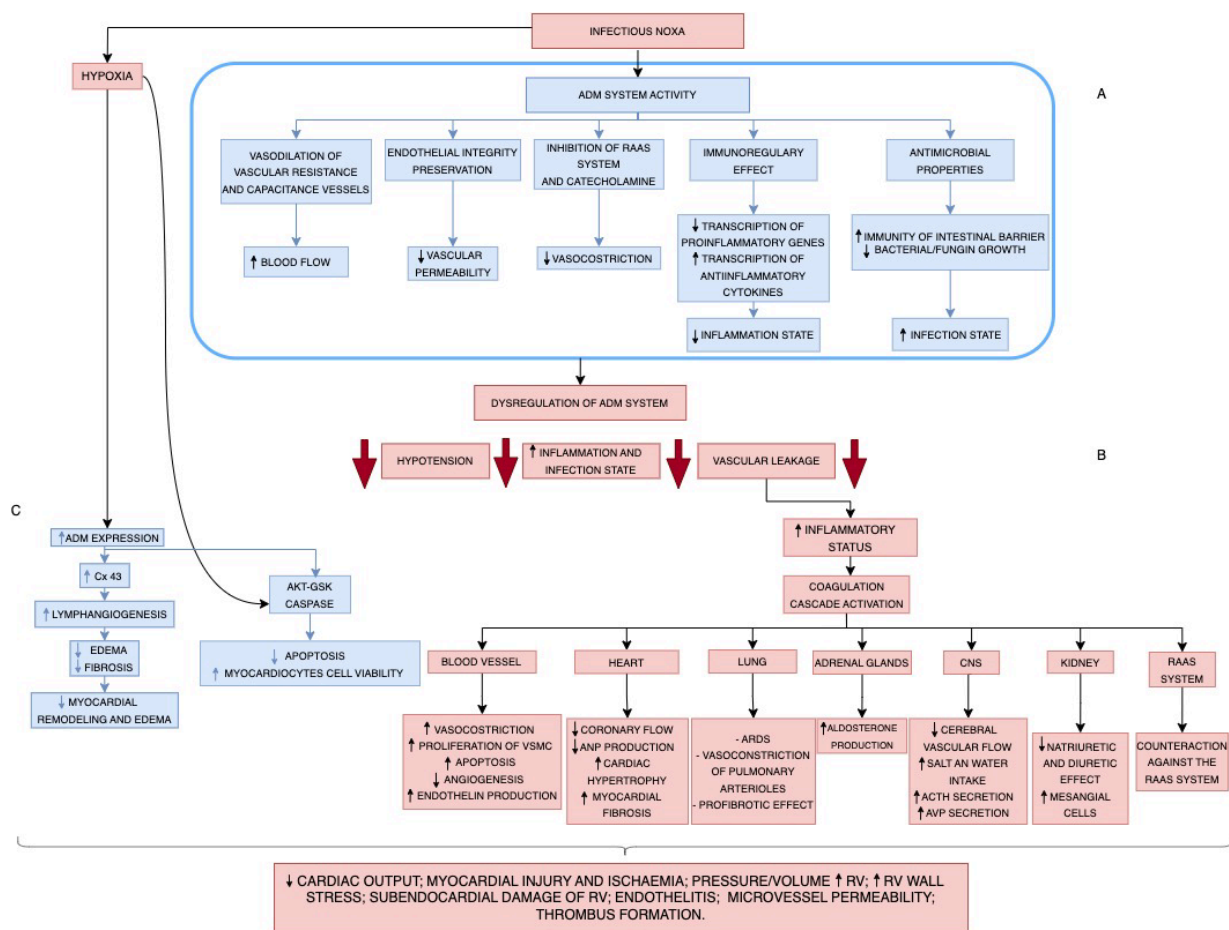 INFECTIOUS NOXA
HYPOXIA
A
ADM SYSTEM ACTIVITY
VASODILATION OF
VASCULAR RESISTANCE
AND CAPACITANCE VESSELS
ENDOTHELIAL INTEGRITY
PRESERVATION
INHIBITION OF RAAS
SYSTEM
AND CATECHOLAMINE
IMMUNOREGULARY
EFFECT
ANTIMICROBIAL
PROPERTIES
↑ BLOOD FLOW
↓ VASCULAR
PERMEABILITY
↓ VASOCOSTRICTION
↓ TRANSCRIPTION OF
PROINFLAMMATORY GENES
↑ TRANSCRIPTION OF
ANTIINFLAMMATORY
CYTOKINES
↑ IMMUNITY OF INTESTINAL BARRIER
↓ BACTERIAL/FUNGIN GROWTH
↓ INFLAMMATION STATE
↑ INFECTION STATE
DYSREGULATION OF ADM SYSTEM
B
HYPOTENSION
↑ INFLAMMATION AND
INFECTION STATE
VASCULAR LEAKAGE
↑ INFLAMMATORY
STATUS
COAGULATION
CASCADE ACTIVATION
C
↑ ADM EXPRESSION
↑ Cx 43
↑ LYMPHANGIOGENESIS
↓ EDEMA
↓ FIBROSIS
↓ MYOCARDIAL
REMODELING AND EDEMA
AKT-GSK
CASPASE
↓ APOPTOSIS
↑ MYOCARDIOCYTES CELL VIABILITY
BLOOD VESSEL
HEART
LUNG
ADRENAL GLANDS
CNS
KIDNEY
RAAS
SYSTEM
↑ VASOCOSTRICTION
↑ PROLIFERATION OF VSMC
↑ APOPTOSIS
↓ ANGIOGENESIS
↑ ENDOTHELIN PRODUCTION
↓ CORONARY FLOW
↓ ANP PRODUCTION
↑ CARDIAC
HYPERTROPHY
↑ MYOCARDIAL
FIBROSIS
- ARDS
- VASOCONSTRICTION
OF PULMONARY
ARTERIOLES
- PROFIBROTIC EFFECT
↑ ALDOSTERONE
PRODUCTION
↓ CEREBRAL
VASCULAR FLOW
↑ SALT AN WATER
INTAKE
↑ ACTH SECRETION
↑ AVP SECRETION
↓ NATRIURETIC
AND DIURETIC
EFFECT
↑ MESANGIAL
CELLS
COUNTERACTION
AGAINST THE
RAAS SYSTEM
↓ CARDIAC OUTPUT; MYOCARDIAL INJURY AND ISCHAEMIA; PRESSURE/VOLUME ↑ RV; ↑ RV WALL
STRESS; SUBENDOCARDIAL DAMAGE OF RV; ENDOTHELITIS; MICROVESSEL PERMEABILITY;
THROMBUS FORMATION.